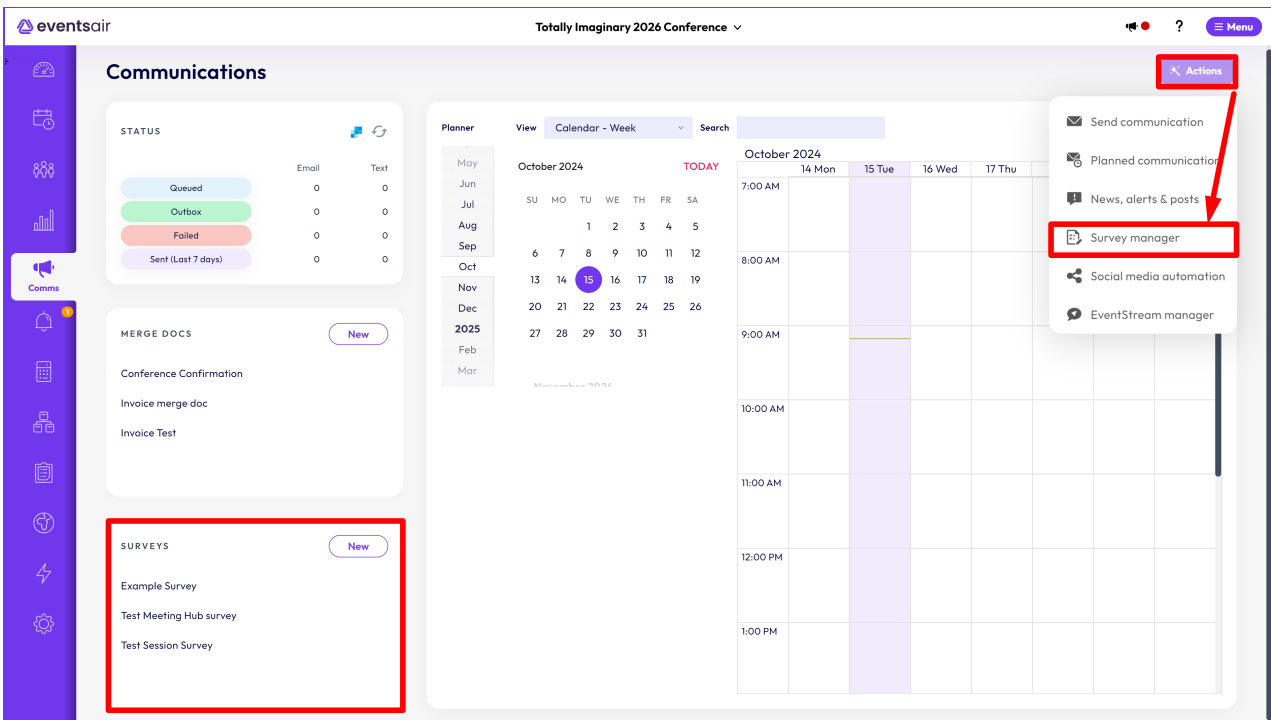 eventsair
Totally Imaginary 2026 Conference
?
Menu
Communications
Actions
Send communication
Planned communication
News, alerts & posts
Survey manager
Social media automation
EventStream manager
Comms
1
STATUS
Email Text
Queued 0 0
Outbox 0 0
Failed 0 0
Sent (Last 7 days) 0 0
MERGE DOCS New
Conference Confirmation
Invoice merge doc
Invoice Test
SURVEYS New
Example Survey
Test Meeting Hub survey
Test Session Survey
Planner View Calendar - Week Search
May
Jun
Jul
Aug
Sep
Oct
Nov
Dec
2025
Feb
Mar
October 2024 TODAY
SU MO TU WE TH FR SA
1 2 3 4 5
6 7 8 9 10 11 12
13 14 15 16 17 18 19
20 21 22 23 24 25 26
27 28 29 30 31
November 2024
October 2024
14 Mon 15 Tue 16 Wed 17 Thu
7:00 AM
8:00 AM
9:00 AM
10:00 AM
11:00 AM
12:00 PM
1:00 PM